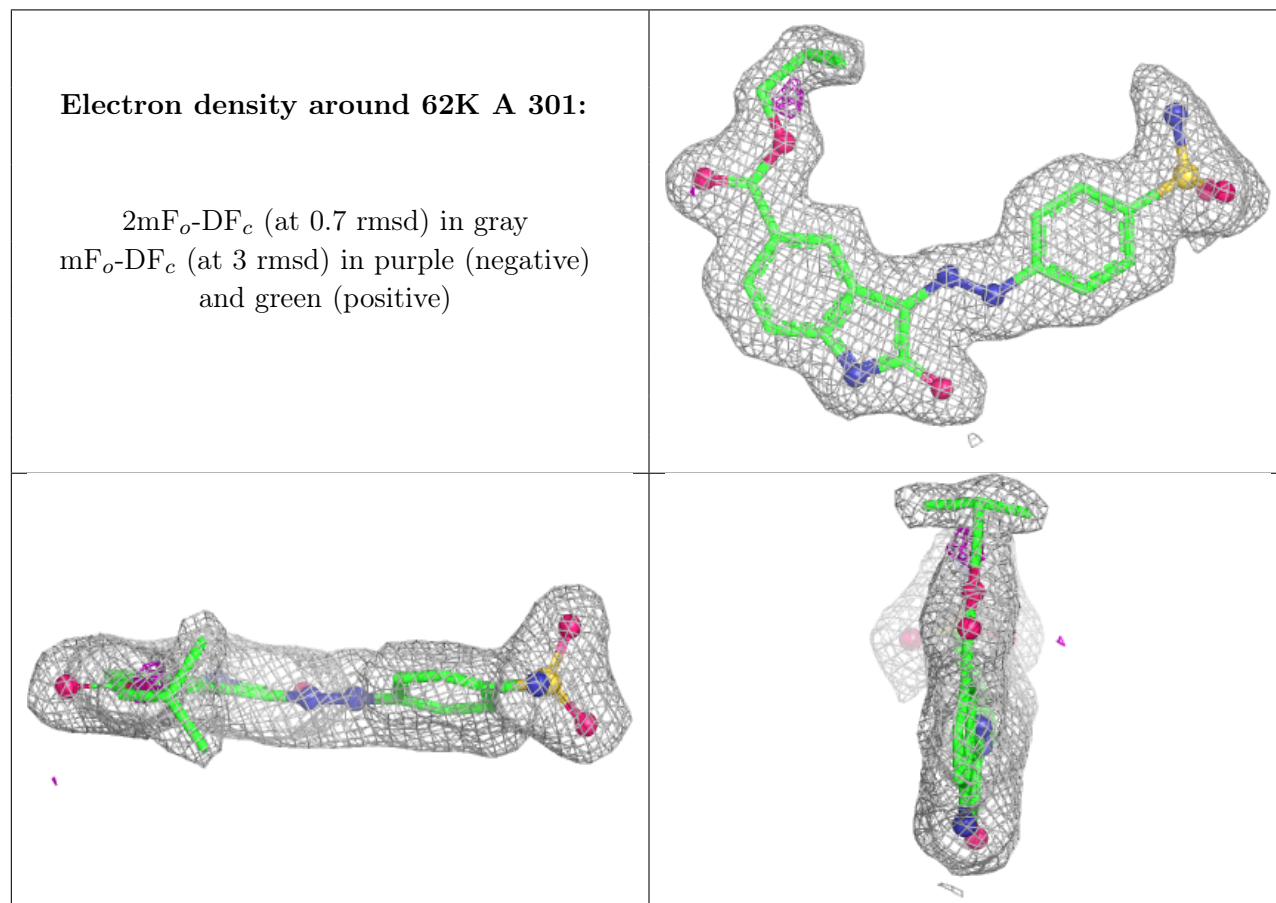 Electron density around 62K A 301:
2mFo-DFc (at 0.7 rmsd) in gray
mFo-DFc (at 3 rmsd) in purple (negative)
and green (positive)